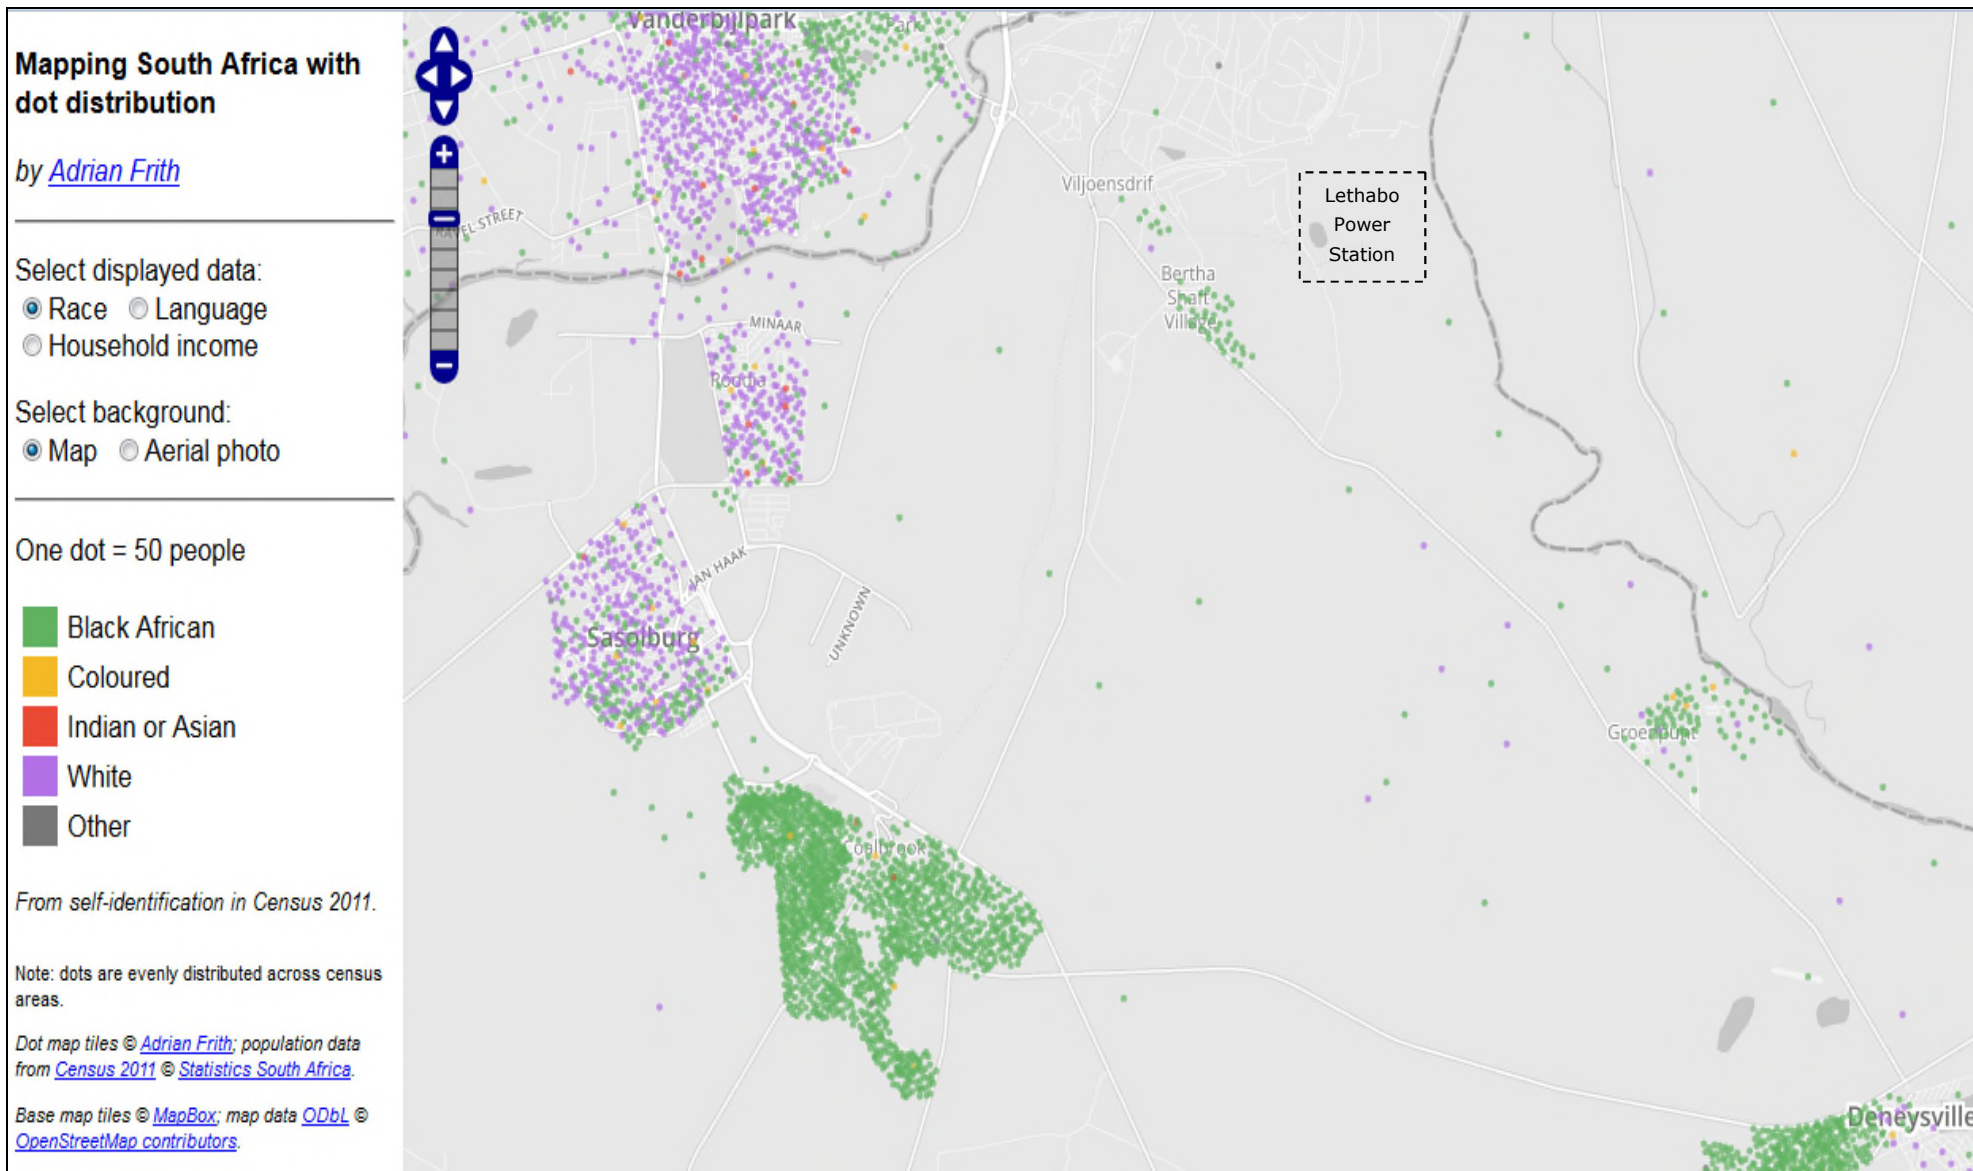 Mapping South Africa with
dot distribution
by Adrian Frith
Select displayed data:
Race Language
Household income
Select background:
Map Aerial photo
One dot = 50 people
Black African
Coloured
Indian or Asian
White
Other
From self-identification in Census 2011.
Note: dots are evenly distributed across census
areas.
Dot map tiles © Adrian Frith; population data
from Census 2011 © Statistics South Africa.
Base map tiles © MapBox; map data ODbL ©
OpenStreetMap contributors.
Vanderbijlpark
Park
STREET
Viljoensdrif
Lethabo
Power
Station
Bertha
Shaft
Village
MINAAR
JAN HAAK
UNKNOWN
Sasolburg
Groenpunt
Coalbrook
Deneysville